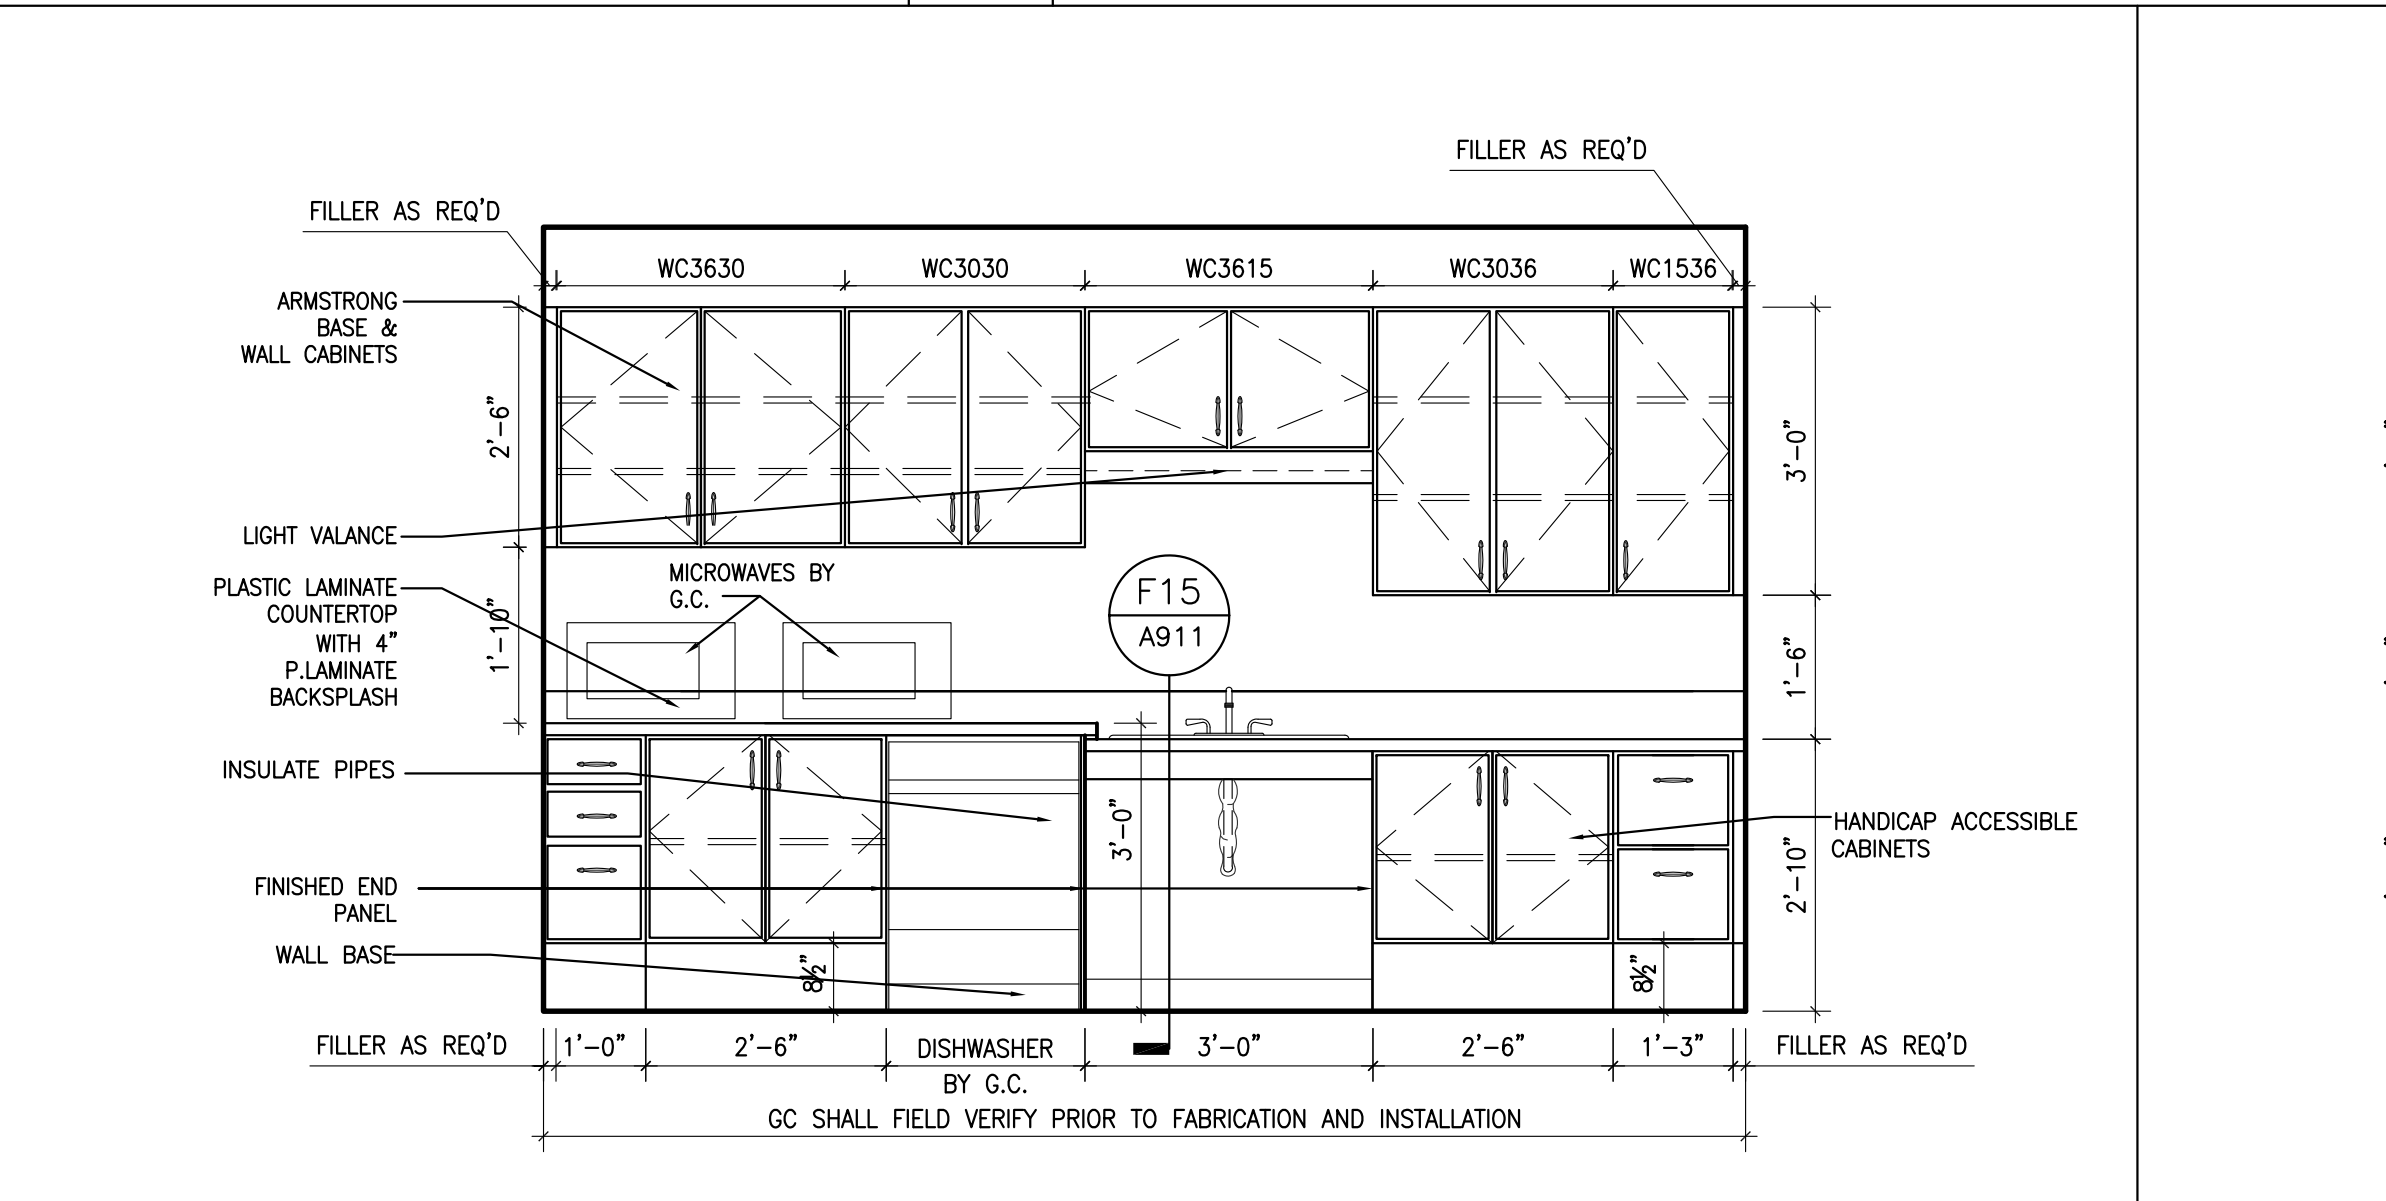 FILLER AS REQ'D
FILLER AS REQ'D
WC3630
WC3030
WC3615
WC3036
WC1536
ARMSTRONG
BASE &
WALL CABINETS
2'-6"
3'-0"
LIGHT VALANCE
MICROWAVES BY
G.C.
PLASTIC LAMINATE
COUNTERTOP
WITH 4"
P.LAMINATE
BACKSPLASH
1'-10"
F15
A911
1'-6"
INSULATE PIPES
3'-0"
HANDICAP ACCESSIBLE
CABINETS
2'-10"
FINISHED END
PANEL
WALL BASE
8½"
8½"
FILLER AS REQ'D
1'-0"
2'-6"
DISHWASHER
BY G.C.
3'-0"
2'-6"
1'-3"
FILLER AS REQ'D
GC SHALL FIELD VERIFY PRIOR TO FABRICATION AND INSTALLATION